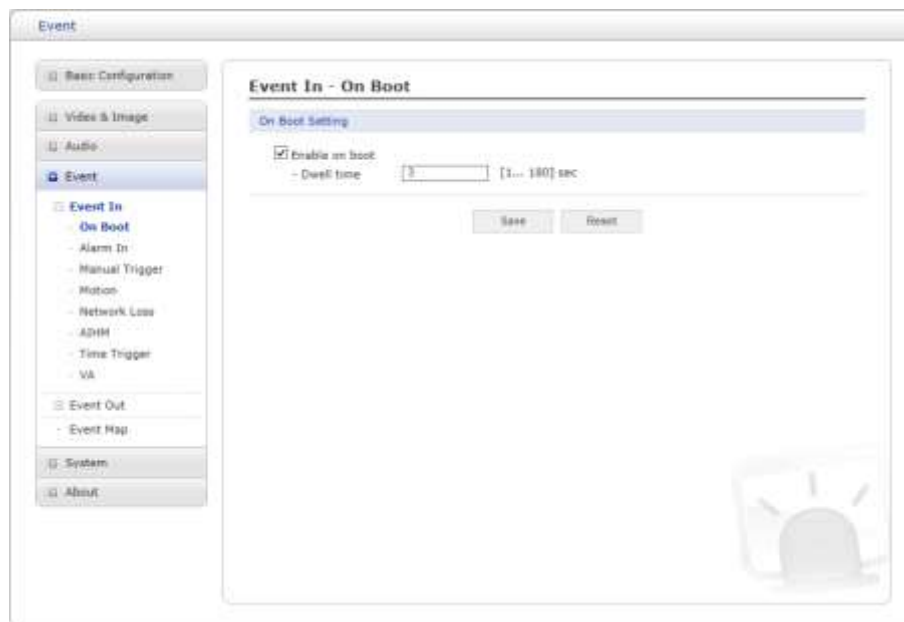 Event
Basic Configuration
Video & Image
Audio
Event
Event In
- On Boot
- Alarm In
- Manual Trigger
- Motion
- Network Loss
- ADHM
- Time Trigger
- VA
Event Out
- Event Map
System
About
Event In - On Boot
On Boot Setting
Enable on boot
- Dwell time 3 [1... 180] sec
Save Reset